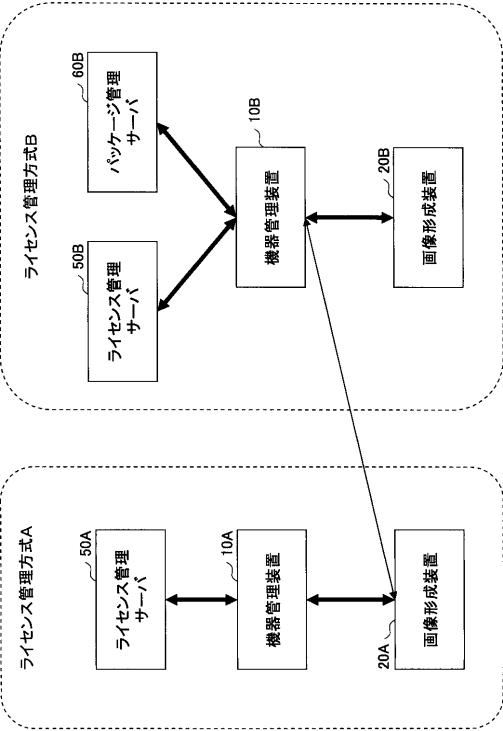 ライセンス管理方式A
50A
ライセンス管理
サーバ
10A
機器管理装置
20A
画像形成装置
ライセンス管理方式B
50B
ライセンス管理
サーバ
60B
パッケージ管理
サーバ
10B
機器管理装置
20B
画像形成装置